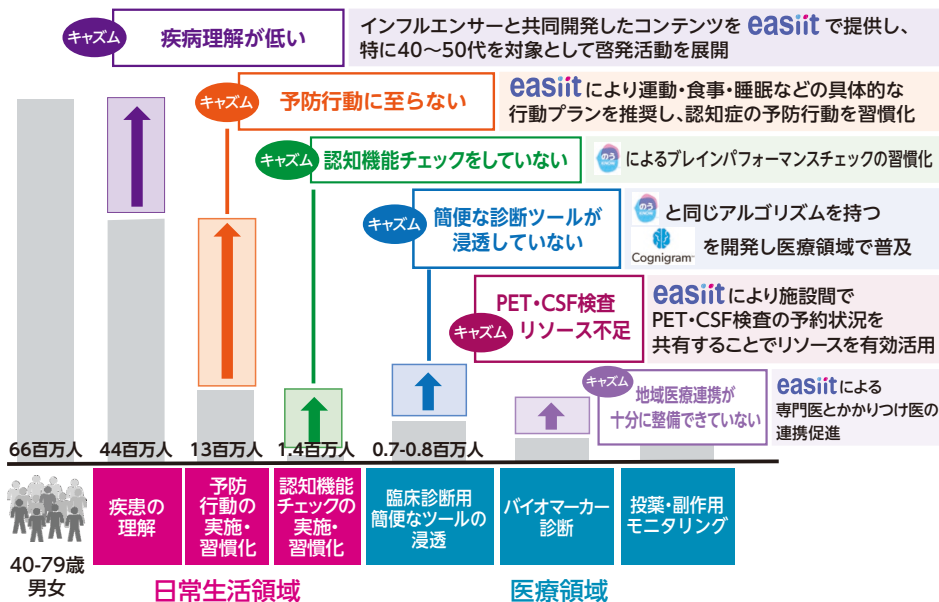 キャズム
疾病理解が低い
インフルエンサーと共同開発したコンテンツを easiit で提供し、
特に40〜50代を対象として啓発活動を展開
キャズム
予防行動に至らない
easiit により運動・食事・睡眠などの具体的な
行動プランを推奨し、認知症の予防行動を習慣化
キャズム
認知機能チェックをしていない
のう KNOW によるブレインパフォーマンスチェックの習慣化
キャズム
簡便な診断ツールが
浸透していない
のう KNOW と同じアルゴリズムを持つ
Cognigram™ を開発し医療領域で普及
キャズム
PET・CSF検査
リソース不足
easiit により施設間で
PET・CSF検査の予約状況を
共有することでリソースを有効活用
キャズム
地域医療連携が
十分に整備できていない
easiit による
専門医とかかりつけ医の
連携促進
66百万人
44百万人
13百万人
1.4百万人
0.7-0.8百万人
40-79歳
男女
疾患の
理解
予防
行動の
実施・
習慣化
認知機能
チェックの
実施・
習慣化
臨床診断用
簡便なツールの
浸透
バイオマーカー
診断
投薬・副作用
モニタリング
日常生活領域
医療領域